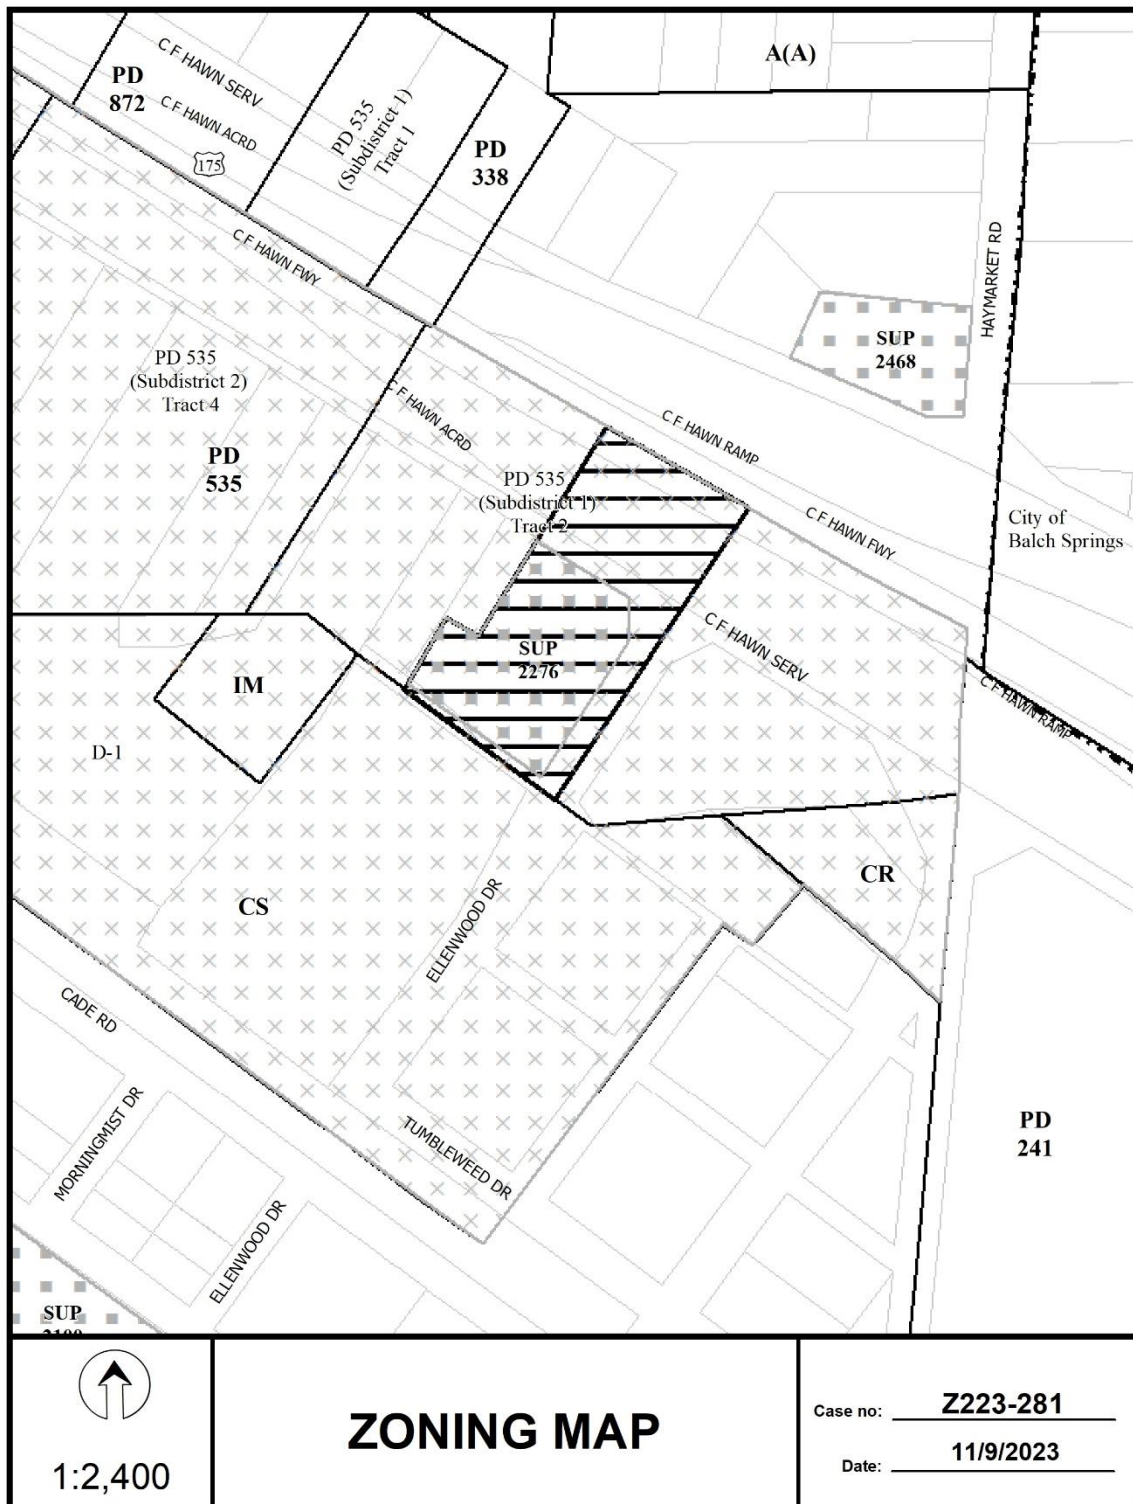 A(A)
PD
872
C F HAWN SERV
C F HAWN ACRD
175
PD 535
(Subdistrict 1)
Tract 1
PD
338
C F HAWN FWY
HAYMARKET RD
SUP
2468
PD 535
(Subdistrict 2)
Tract 4
PD
535
C F HAWN ACRD
C F HAWN RAMP
PD 535
(Subdistrict 1)
Tract 2
C F HAWN FWY
City of
Balch Springs
SUP
2276
C F HAWN SERV
C F HAWN RAMP
IM
D-1
CS
CR
ELLENWOOD DR
CADE RD
MORNINGMIST DR
TUMBLEWEED DR
ELLENWOOD DR
PD
241
SUP
1:2,400
ZONING MAP
Case no: Z223-281
Date: 11/9/2023